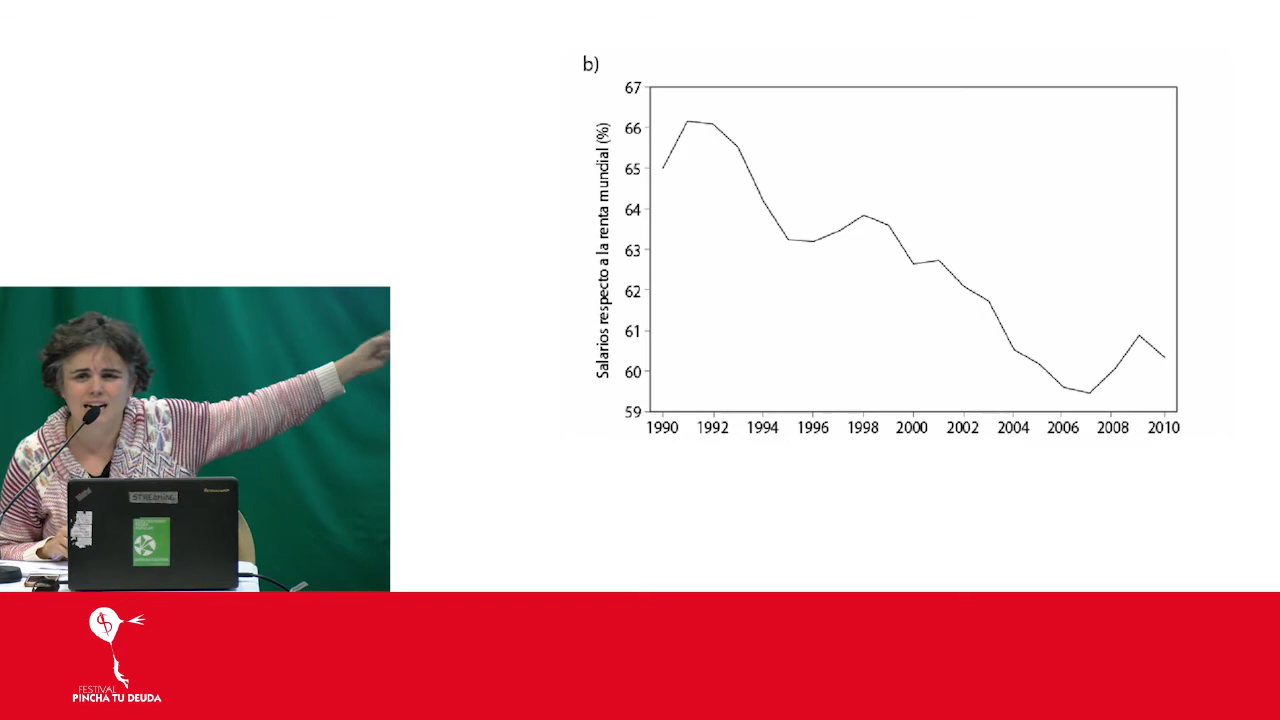 b)
Salarios respecto a la renta mundial (%)
67
66
65
64
63
62
61
60
59
1990 1992 1994 1996 1998 2000 2002 2004 2006 2008 2010
STREAMING
FESTIVAL
PINCHA TU DEUDA